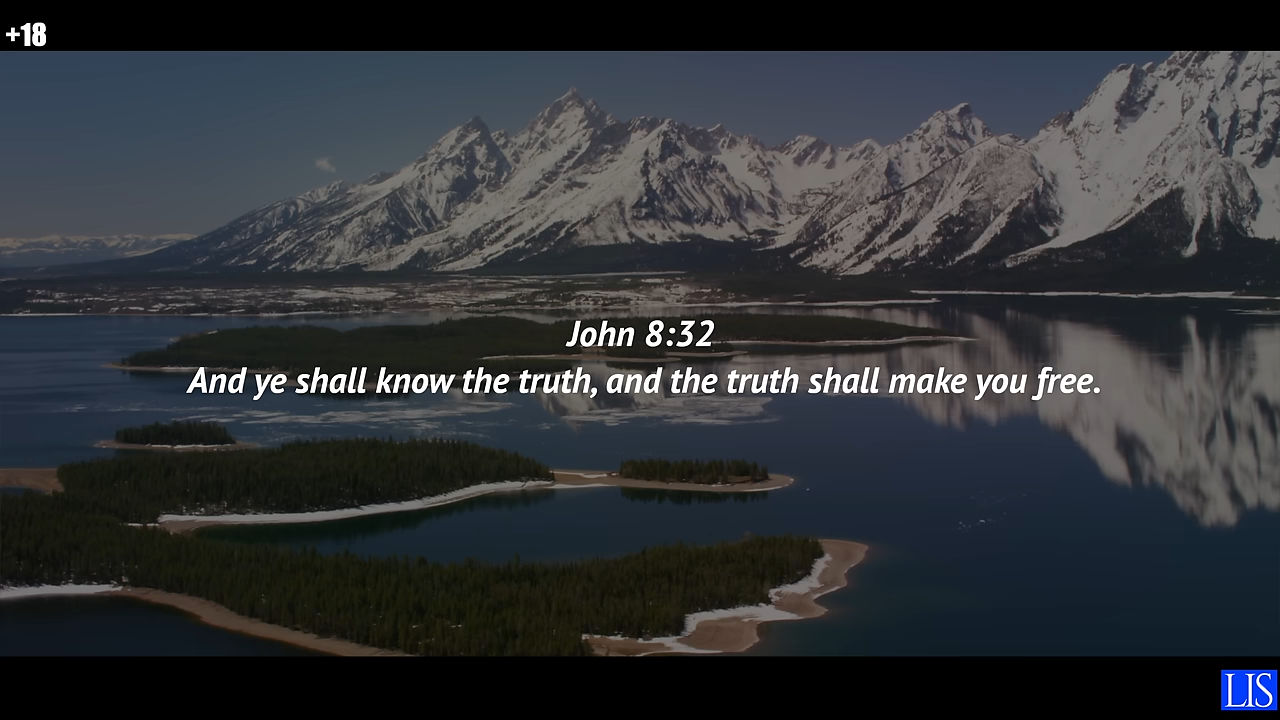 +18
John 8:32
And ye shall know the truth, and the truth shall make you free.
LIS